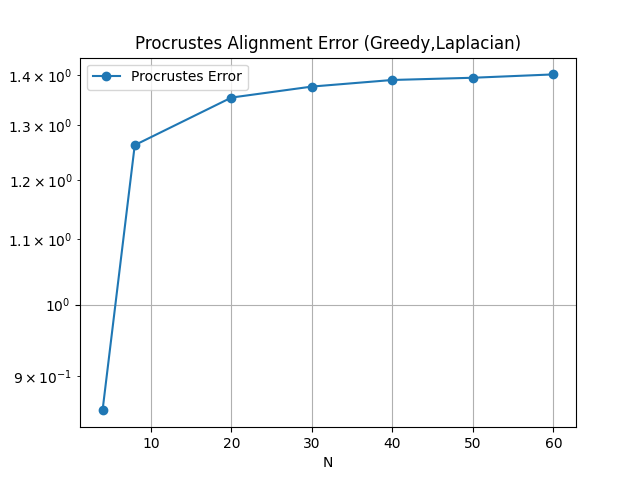 Procrustes Alignment Error (Greedy,Laplacian)
Procrustes Error
1.4 × 10⁰
1.3 × 10⁰
1.2 × 10⁰
1.1 × 10⁰
10⁰
9 × 10⁻¹
10 20 30 40 50 60
N